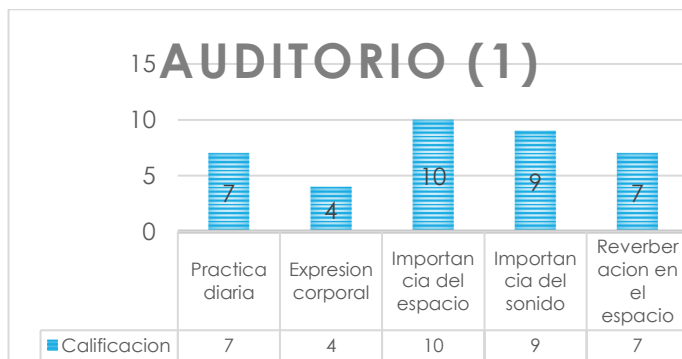 AUDITORIO (1)
15
10
5
0
7
4
10
9
7
Practica
diaria
Expresion
corporal
Importan
cia del
espacio
Importan
cia del
sonido
Reverber
acion en
el
espacio
Calificacion 7 4 10 9 7